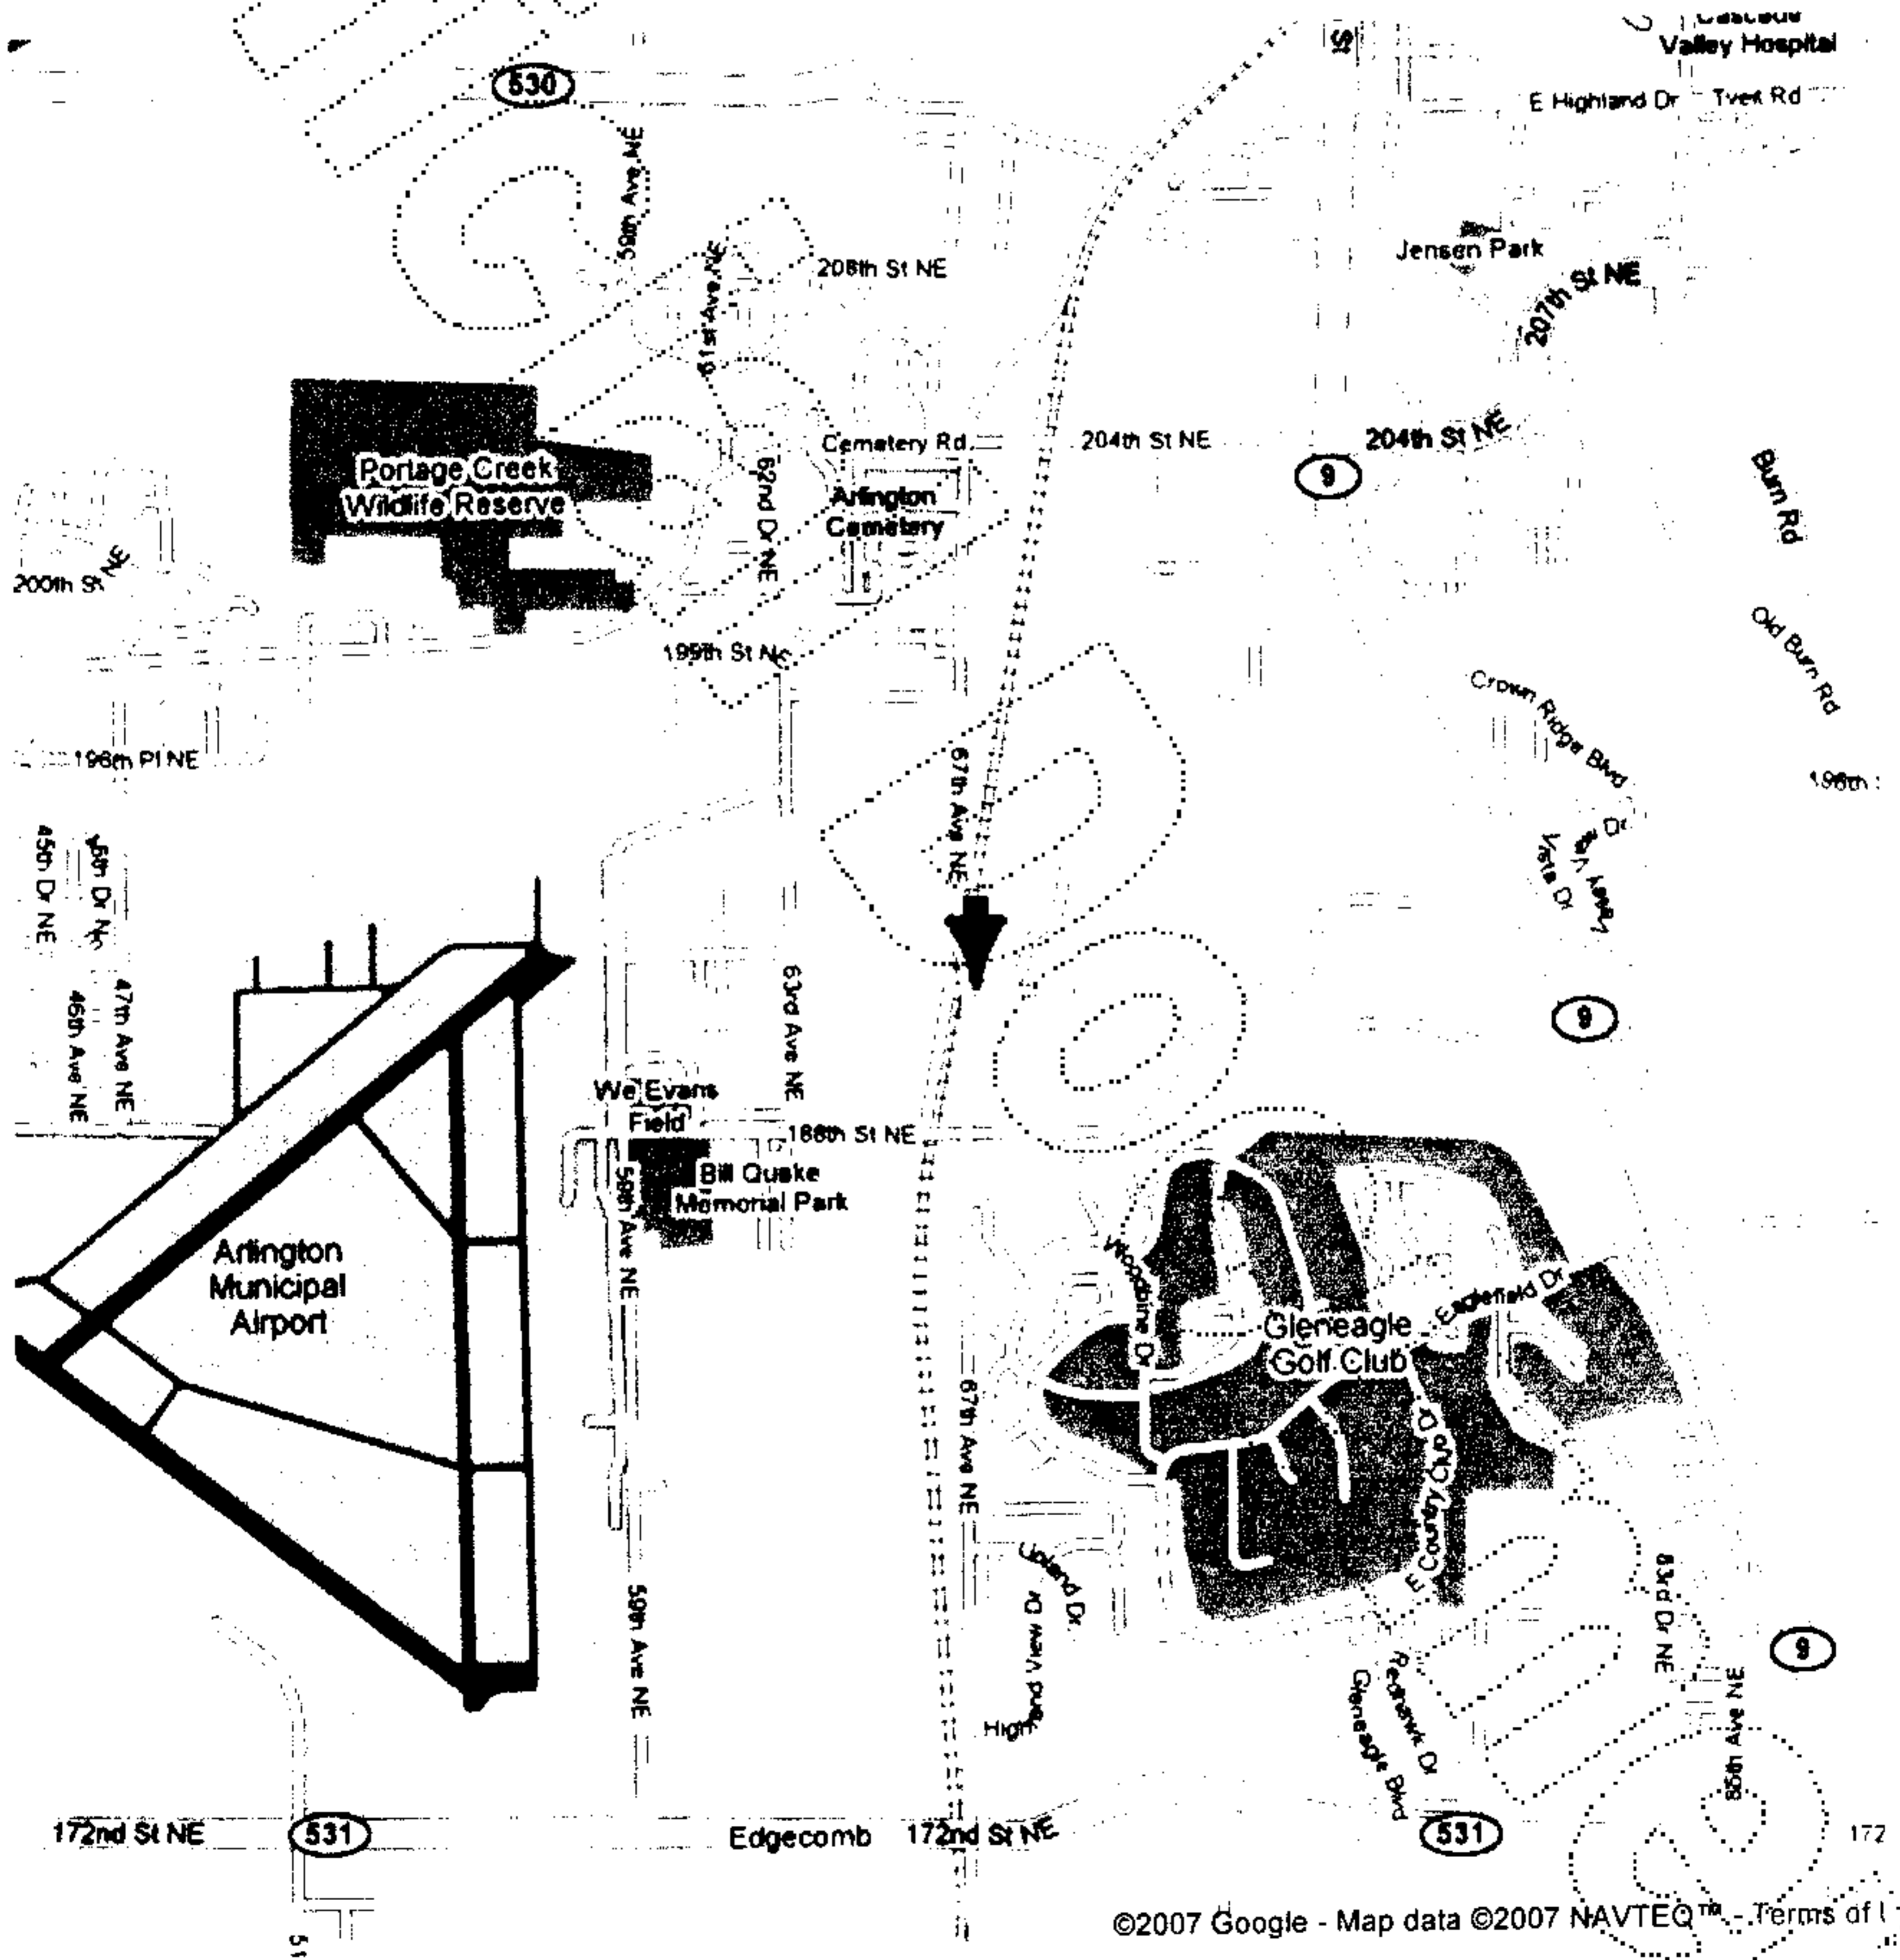 Valley Hospital
530
E Highland Dr
Tveit Rd
59th Ave NE
61st Ave NE
208th St NE
Jensen Park
207th St NE
Cemetery Rd
204th St NE
204th St NE
9
Portage Creek
Wildlife Reserve
62nd Dr NE
Arlington
Cemetery
Burn Rd
200th St
NE
Old Burn Rd
199th St NE
Crown Ridge Blvd
196th Pl NE
67th Ave NE
196th
45th Dr NE
Vista Dr
47th Ave NE
46th Ave NE
63rd Ave NE
9
We Evans
Field
188th St NE
Bill Quake
Memorial Park
59th Ave NE
Arlington
Municipal
Airport
Woodbine Dr
Eaglefield Dr
Gleneagle
Golf Club
67th Ave NE
E Country Club Dr
Upland Dr
83rd Dr NE
59th Ave NE
Highland View Dr
Redhawk Dr
Gleneagle Blvd
9
85th Ave NE
172nd St NE
531
Edgecomb
172nd St NE
531
172
51
©2007 Google - Map data ©2007 NAVTEQ™ - Terms of